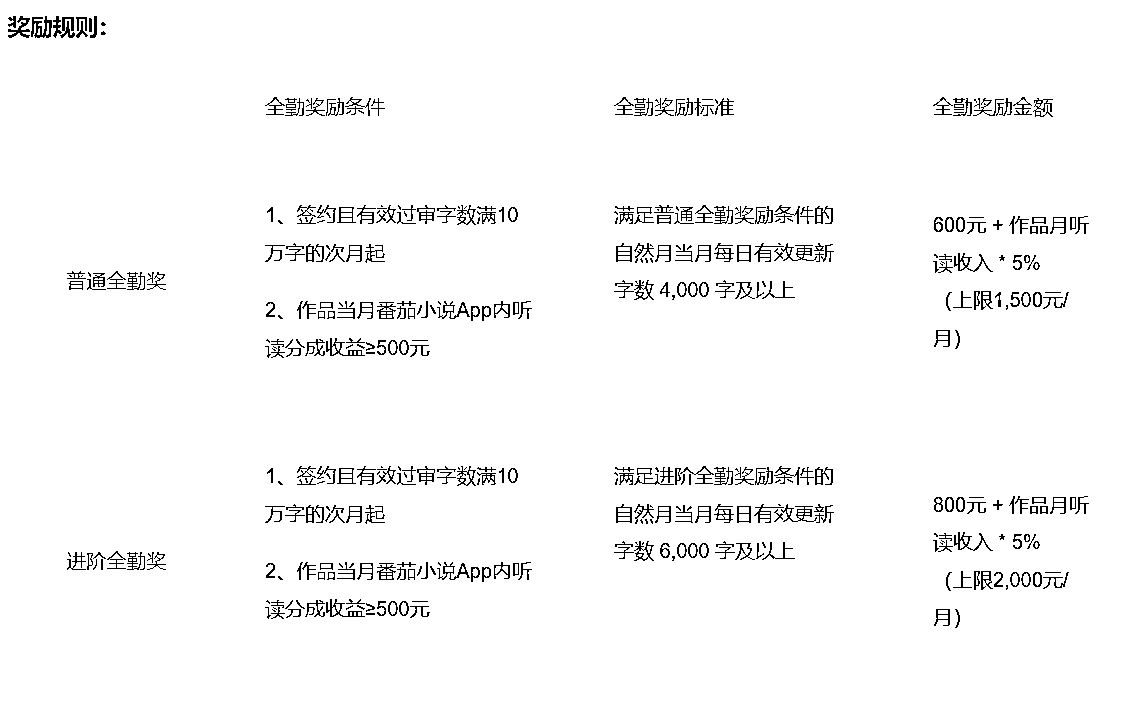 奖励规则：
全勤奖励条件
全勤奖励标准
全勤奖励金额
普通全勤奖
1、签约且有效过审字数满10
万字的次月起
2、作品当月番茄小说App内听
读分成收益≥500元
满足普通全勤奖励条件的
自然月当月每日有效更新
字数 4,000 字及以上
600元 + 作品月听
读收入 * 5%
（上限1,500元/
月）
进阶全勤奖
1、签约且有效过审字数满10
万字的次月起
2、作品当月番茄小说App内听
读分成收益≥500元
满足进阶全勤奖励条件的
自然月当月每日有效更新
字数 6,000 字及以上
800元 + 作品月听
读收入 * 5%
（上限2,000元/
月）